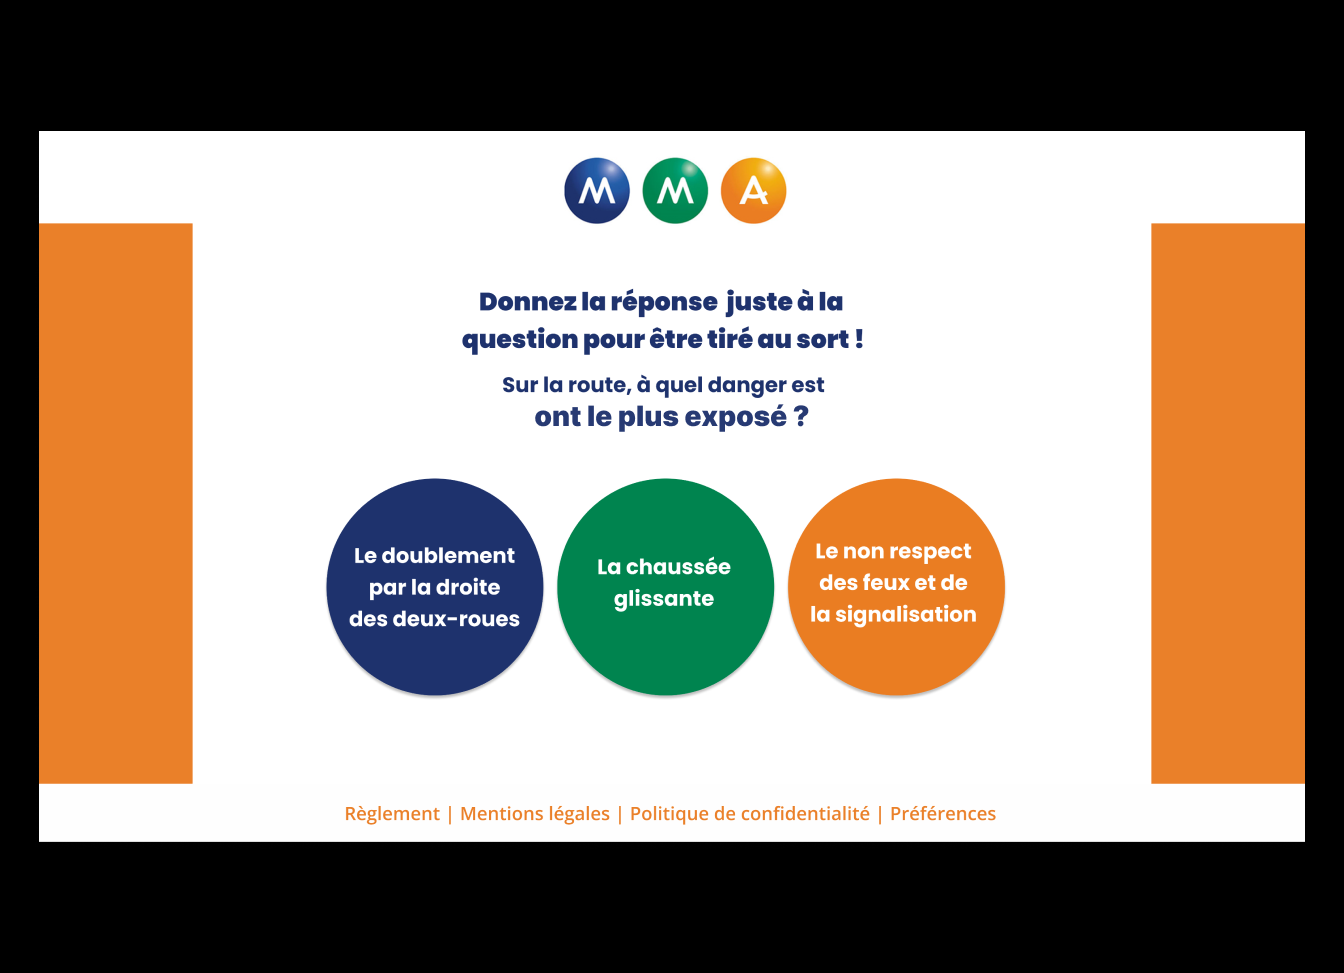 MMA
Donnez la réponse juste à la
question pour être tiré au sort !
Sur la route, à quel danger est
ont le plus exposé ?
Le doublement
par la droite
des deux-roues
La chaussée
glissante
Le non respect
des feux et de
la signalisation
Règlement | Mentions légales | Politique de confidentialité | Préférences